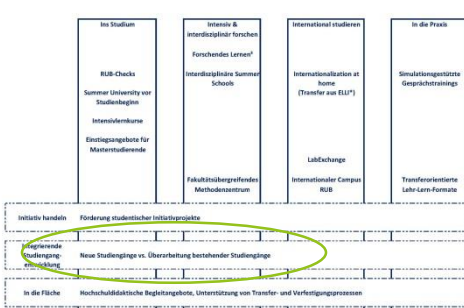 Ins Studium
RUB-Checks
Summer University vor
Studienbeginn
Intensivlernkurse
Einstiegsangebote für
Masterstudierende
Intensiv &
interdisziplinär forschen
Forschendes Lernen⁺
Interdisziplinäre Summer
Schools
Fakultätsübergreifendes
Methodenzentrum
International studieren
Internationalization at
home
(Transfer aus ELLI*)
LabExchange
Internationaler Campus
RUB
In die Praxis
Simulationsgestützte
Gesprächstrainings
Transferorientierte
Lehr-Lern-Formate
Initiativ handeln Förderung studentischer Initiativprojekte
Integrierende
Studiengang-
entwicklung
Neue Studiengänge vs. Überarbeitung bestehender Studiengänge
In die Fläche Hochschuldidaktische Begleitangebote, Unterstützung von Transfer- und Verfestigungsprozessen